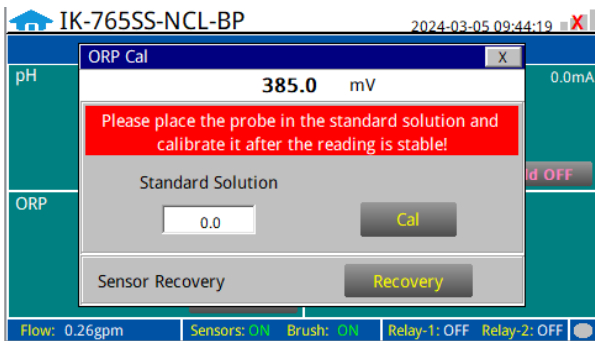 IK-765SS-NCL-BP
2024-03-05 09:44:19 X
ORP Cal X
pH
385.0 mV
0.0mA
Please place the probe in the standard solution and
calibrate it after the reading is stable!
Standard Solution
OFF
ORP
0.0
Cal
Sensor Recovery
Recovery
Flow: 0.26gpm Sensors: ON Brush: ON Relay-1: OFF Relay-2: OFF